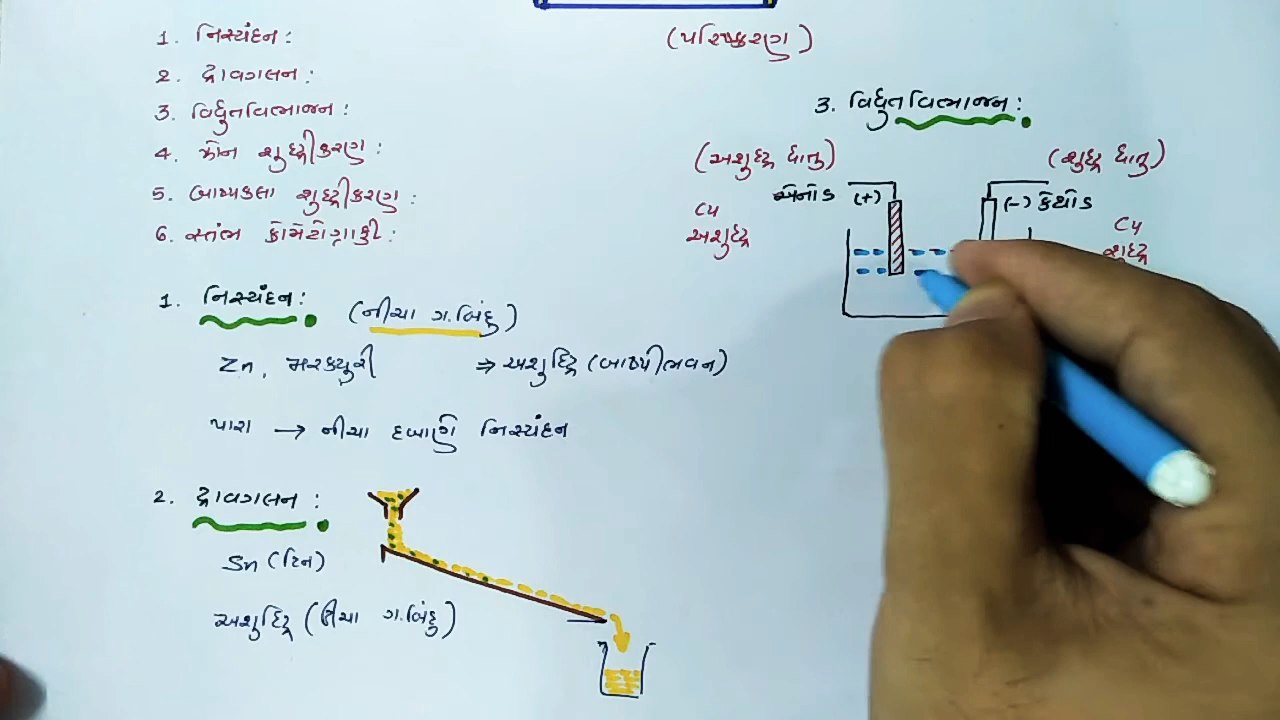 1. નિસ્યંદન :
(પરિષ્કરણ)
2. દ્રાવગલન :
3. વિદ્યુતવિભાજન :
4. ઝોન શુદ્ધીકરણ :
5. બાષ્પકલા શુદ્ધીકરણ :
6. સ્તંભ ક્રોમેટોગ્રાફી :
3. વિદ્યુતવિભાજન :
(અશુદ્ધ ધાતુ)
(શુદ્ધ ધાતુ)
એનોડ (+)
(-) કેથોડ
Cu
અશુદ્ધ
Cu
શુદ્ધ
1. નિસ્યંદન :
(નીચા ગ.બિંદુ)
Zn, મરક્યુરી ⇒ અશુદ્ધિ (બાષ્પીભવન)
પારા → નીચા દબાણે નિસ્યંદન
2. દ્રાવગલન :
Sn (ટિન)
અશુદ્ધિ (નીચા ગ.બિંદુ)